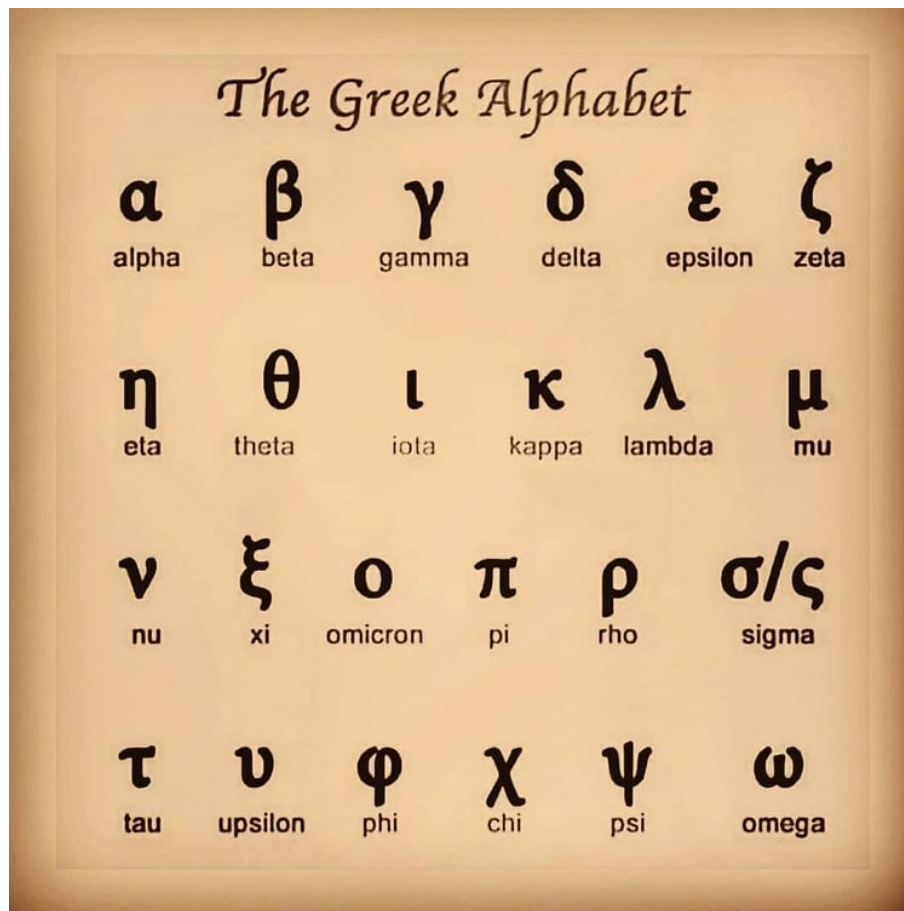 The Greek Alphabet
α β γ δ ε ζ
alpha beta gamma delta epsilon zeta
η θ ι κ λ μ
eta theta iota kappa lambda mu
ν ξ ο π ρ σ/ς
nu xi omicron pi rho sigma
τ υ φ χ ψ ω
tau upsilon phi chi psi omega